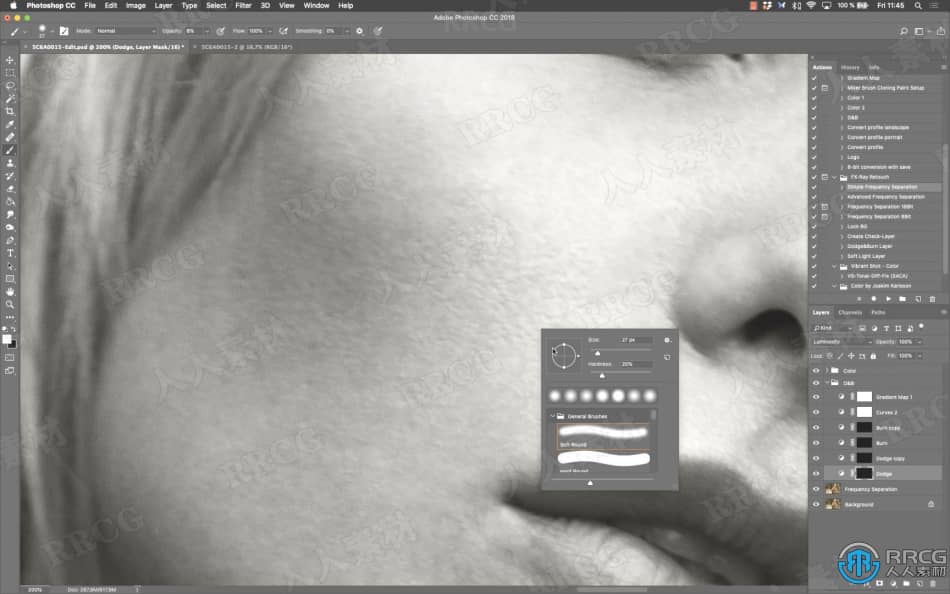 Photoshop CC File Edit Image Layer Type Select Filter 3D View Window Help
100% Fri 11:45
Adobe Photoshop CC 2018
Mode: Normal Opacity: 8% Flow: 100% Smoothing: 0%
5C8A0015-Edit.psd @ 200% (Dodge, Layer Mask/16) *
5C8A0015-2 @ 16,7% (RGB/16*)
Actions History Info
Gradient Map
Mixer Brush Cloning Paint Setup
Color 1
Color 2
D&B
Convert profile landscape
Convert profile portrait
Convert profile
Logo
8-bit conversion with save
FX-Ray Retouch
Simple Frequency Separation
Advanced Frequency Separation
Frequency Separation 16Bit
Frequency Separation 8Bit
Lock BG
Create Check-Layer
Dodge&Burn Layer
Soft Light Layer
Vibrant Shot - Color
VS-Tonal-Diff-Fix (SACA)
Color by Joakim Karlsson
Layers Channels Paths
Kind
Luminosity Opacity: 100%
Lock: Fill: 100%
Color
D&B
Gradient Map 1
Curves 2
Burn copy
Burn
Dodge copy
Dodge
Frequency Separation
Background
Size: 27 px
Hardness: 20%
General Brushes
Soft Round
Hard Round
200% Doc: 257,3M/517,9M
RRCG
人人素材